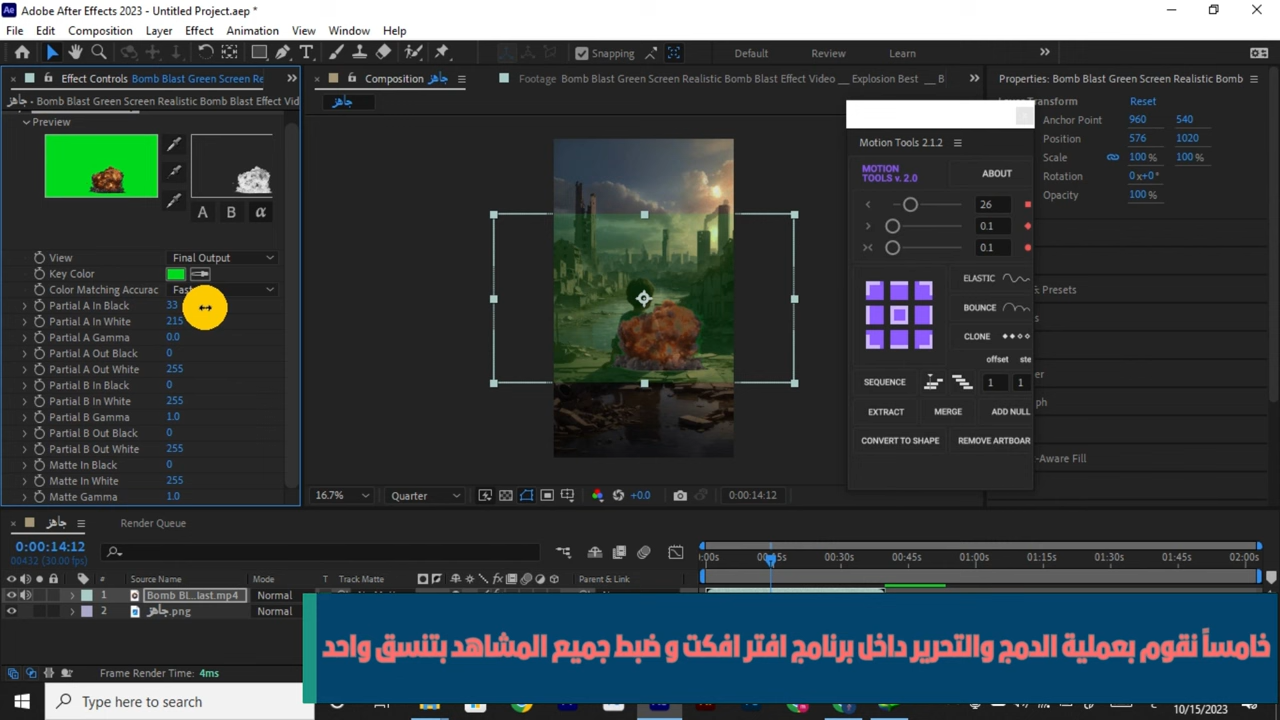 Adobe After Effects 2023 - Untitled Project.aep *
File Edit Composition Layer Effect Animation View Window Help
Snapping
Default Review Learn
Effect Controls Bomb Blast Green Screen Re
Composition جاهز
Footage Bomb Blast Green Screen Realistic Bomb Blast Effect Video __ Explosion Best __ B
Properties: Bomb Blast Green Screen Realistic Bomb
جاهز • Bomb Blast Green Screen Realistic Bomb Blast Effect Vid
جاهز
Layer Transform Reset
Anchor Point 960 540
Position 576 1020
Scale 100 % 100 %
Rotation 0x+0°
Opacity 100 %
Preview
A B α
View Final Output
Key Color
Color Matching Accurac Fast
Partial A In Black 33
Partial A In White 215
Partial A Gamma 0.0
Partial A Out Black 0
Partial A Out White 255
Partial B In Black 0
Partial B In White 255
Partial B Gamma 1.0
Partial B Out Black 0
Partial B Out White 255
Matte In Black 0
Matte In White 255
Matte Gamma 1.0
Motion Tools 2.1.2
MOTION
TOOLS v. 2.0
ABOUT
26
0.1
0.1
ELASTIC
BOUNCE
CLONE
offset ste
SEQUENCE 1 1
EXTRACT MERGE ADD NULL
CONVERT TO SHAPE REMOVE ARTBOAR
& Presets
er
ph
-Aware Fill
16.7% Quarter +0.0 0:00:14:12
جاهز Render Queue
0:00:14:12
00432 (30.00 fps)
:00s 00:15s 00:30s 00:45s 01:00s 01:15s 01:30s 01:45s 02:00s
# Source Name Mode T Track Matte Parent & Link
1 Bomb Bl...last.mp4 Normal
2 جاهز.png Normal
خامساً نقوم بعملية الدمج والتحرير داخل برنامج افتر افكت و ضبط جميع المشاهد بتنسق واحد
Frame Render Time: 4ms
Type here to search
10/15/2023